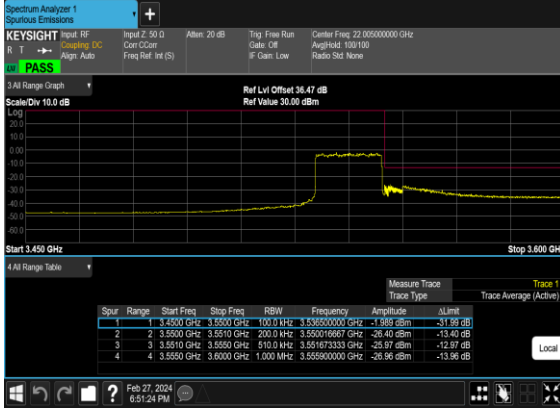 Spectrum Analyzer 1
Spurious Emissions
+
KEYSIGHT Input: RF Input Z: 50 Ω Atten: 20 dB Trig: Free Run Center Freq: 22.005000000 GHz
R T Coupling: DC Corr CCorr Gate: Off Avg|Hold: 100/100
Align: Auto Freq Ref: Int (S) IF Gain: Low Radio Std: None
PASS
3 All Range Graph
Ref Lvl Offset 36.47 dB
Scale/Div 10.0 dB Ref Value 30.00 dBm
Log
20.0
10.0
0.00
-10.0
-20.0
-30.0
-40.0
-50.0
-60.0
Start 3.450 GHz Stop 3.600 GH
4 All Range Table
Measure Trace Trace 1
Trace Type Trace Average (Active)
Spur Range Start Freq Stop Freq RBW Frequency Amplitude ΔLimit
1 1 3.4500 GHz 3.5500 GHz 100.0 kHz 3.536500000 GHz -1.989 dBm -31.99 dB
2 2 3.5500 GHz 3.5510 GHz 200.0 kHz 3.550016667 GHz -26.40 dBm -13.40 dB
3 3 3.5510 GHz 3.5550 GHz 510.0 kHz 3.551673333 GHz -25.97 dBm -12.97 dB
4 4 3.5550 GHz 3.6000 GHz 1.000 MHz 3.555900000 GHz -26.96 dBm -13.96 dB
Local
? Feb 27, 2024
6:51:24 PM